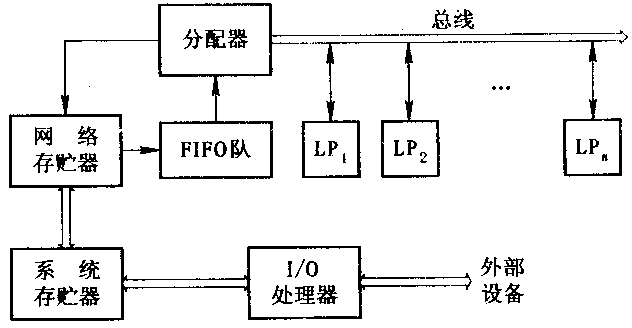 总线
分配器
网 络
存贮器
FIFO队
LP₁
LP₂
...
LPₙ
系 统
存贮器
I/O
处理器
外部
设备